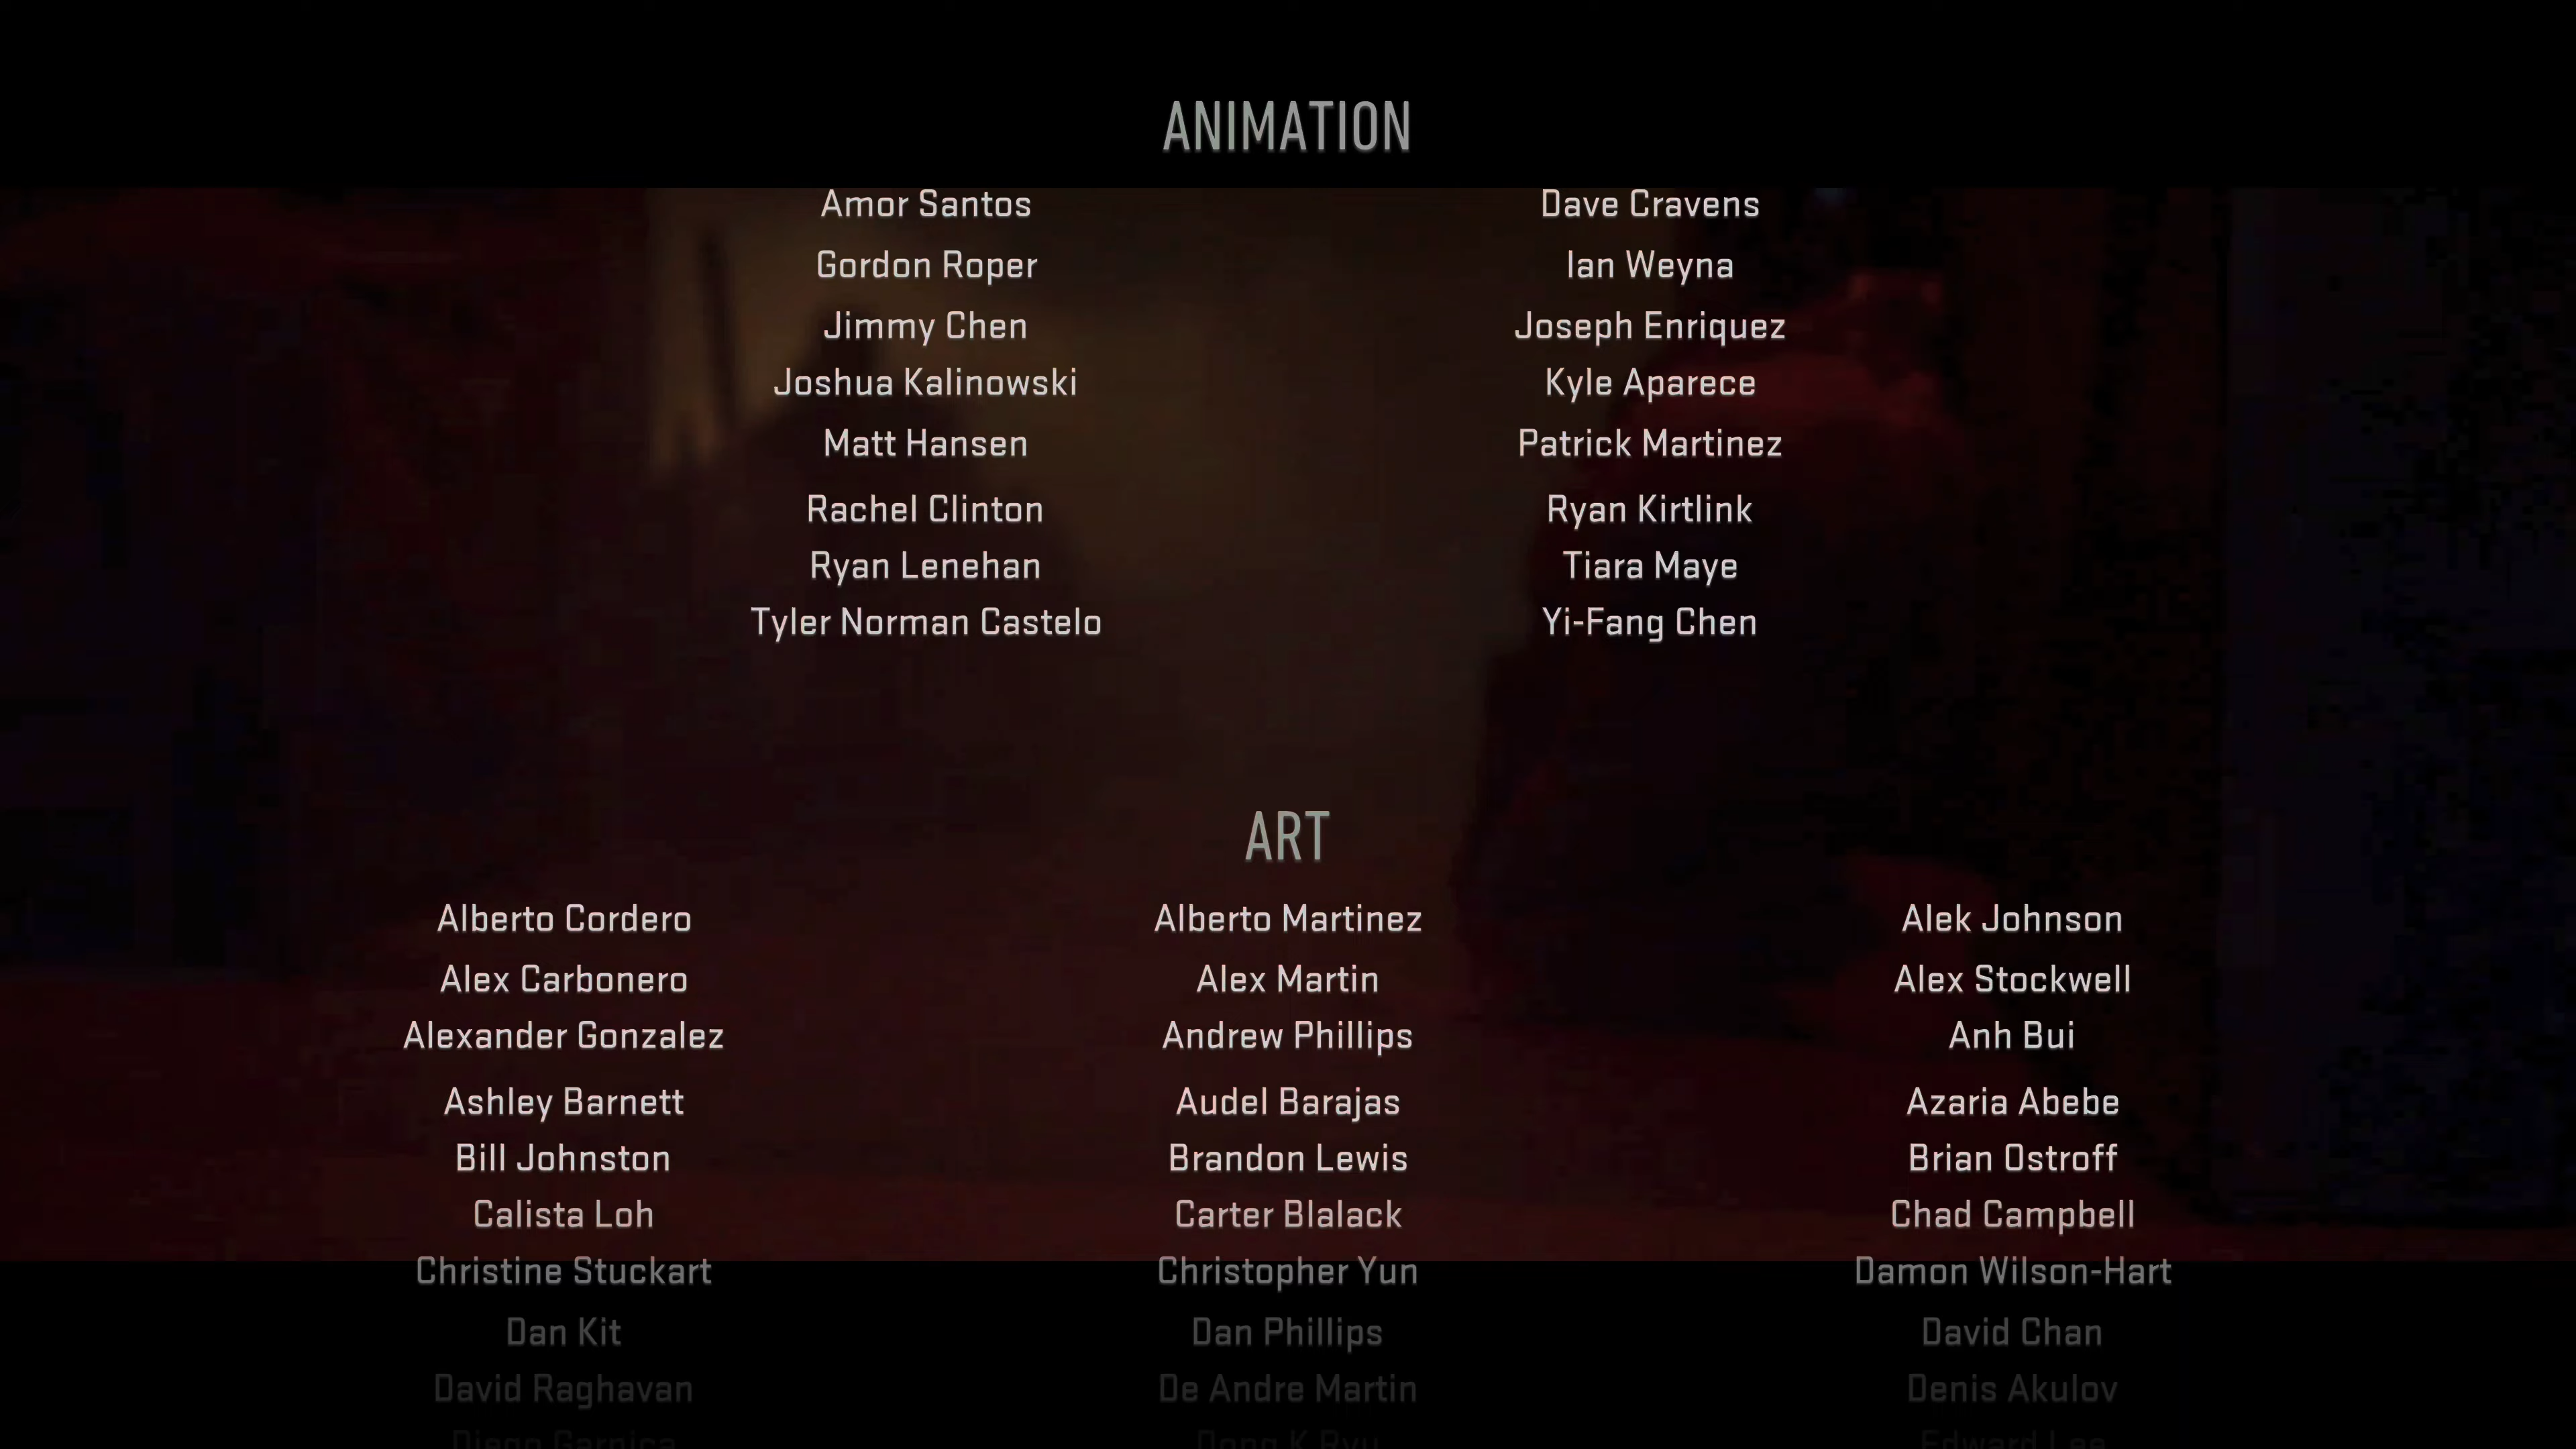 ANIMATION
Amor Santos Dave Cravens
Gordon Roper Ian Weyna
Jimmy Chen Joseph Enriquez
Joshua Kalinowski Kyle Aparece
Matt Hansen Patrick Martinez
Rachel Clinton Ryan Kirtlink
Ryan Lenehan Tiara Maye
Tyler Norman Castelo Yi-Fang Chen
ART
Alberto Cordero Alberto Martinez Alek Johnson
Alex Carbonero Alex Martin Alex Stockwell
Alexander Gonzalez Andrew Phillips Anh Bui
Ashley Barnett Audel Barajas Azaria Abebe
Bill Johnston Brandon Lewis Brian Ostroff
Calista Loh Carter Blalack Chad Campbell
Christine Stuckart Christopher Yun Damon Wilson-Hart
Dan Kit Dan Phillips David Chan
David Raghavan De Andre Martin Denis Akulov